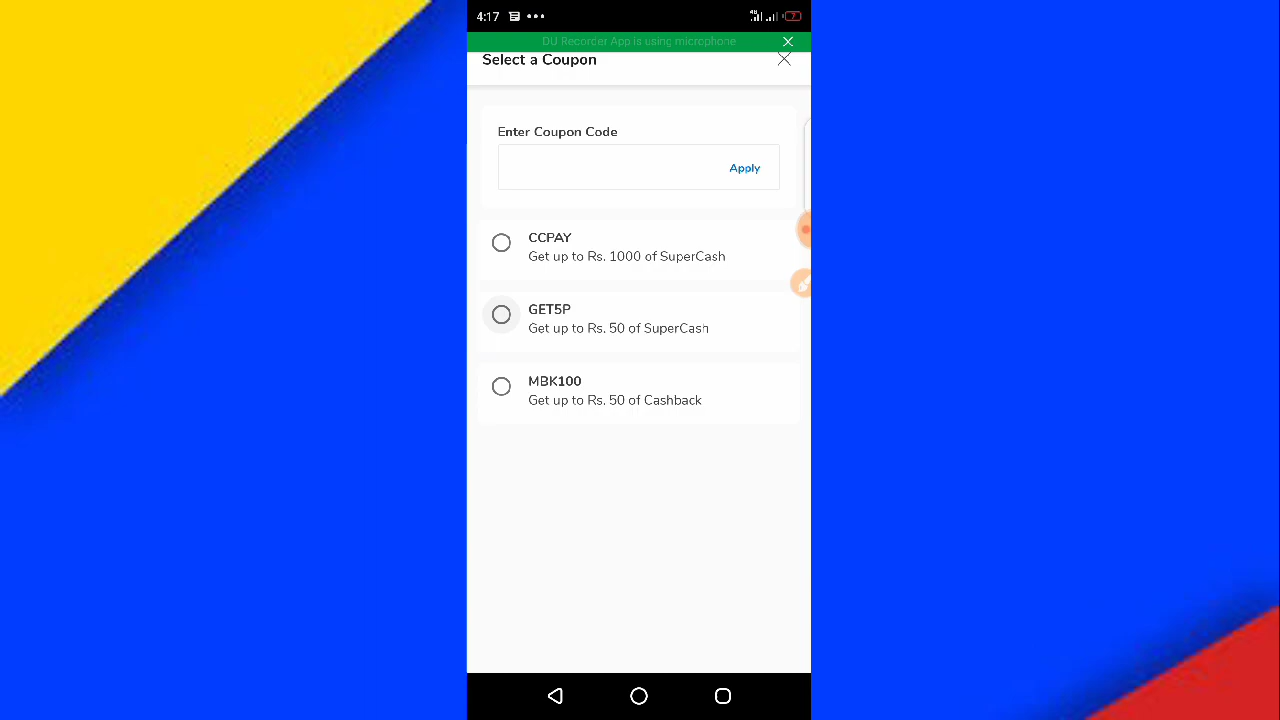 4:17
4G
7
DU Recorder App is using microphone
Select a Coupon
Enter Coupon Code
Apply
CCPAY
Get up to Rs. 1000 of SuperCash
GET5P
Get up to Rs. 50 of SuperCash
MBK100
Get up to Rs. 50 of Cashback